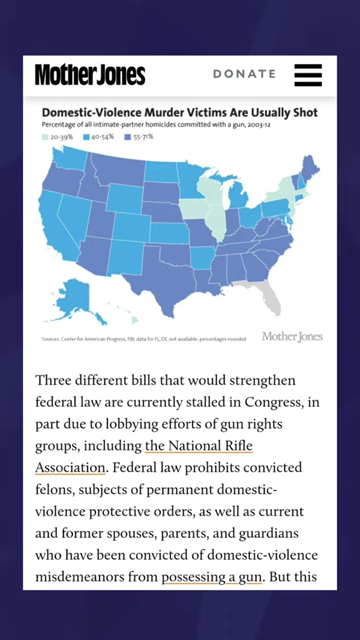 Mother Jones
DONATE
Domestic-Violence Murder Victims Are Usually Shot
Percentage of all intimate-partner homicides committed with a gun, 2003-12
20-39% 40-54% 55-71%
Sources: Center for American Progress, FBI; data for FL, DC not available; percentages rounded
Mother Jones
Three different bills that would strengthen
federal law are currently stalled in Congress, in
part due to lobbying efforts of gun rights
groups, including the National Rifle
Association. Federal law prohibits convicted
felons, subjects of permanent domestic-
violence protective orders, as well as current
and former spouses, parents, and guardians
who have been convicted of domestic-violence
misdemeanors from possessing a gun. But this